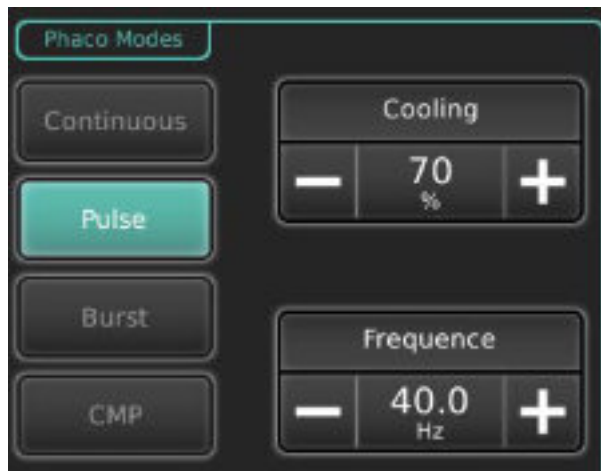 Phaco Modes
Continuous
Pulse
Burst
CMP
Cooling
70
%
Frequence
40.0
Hz